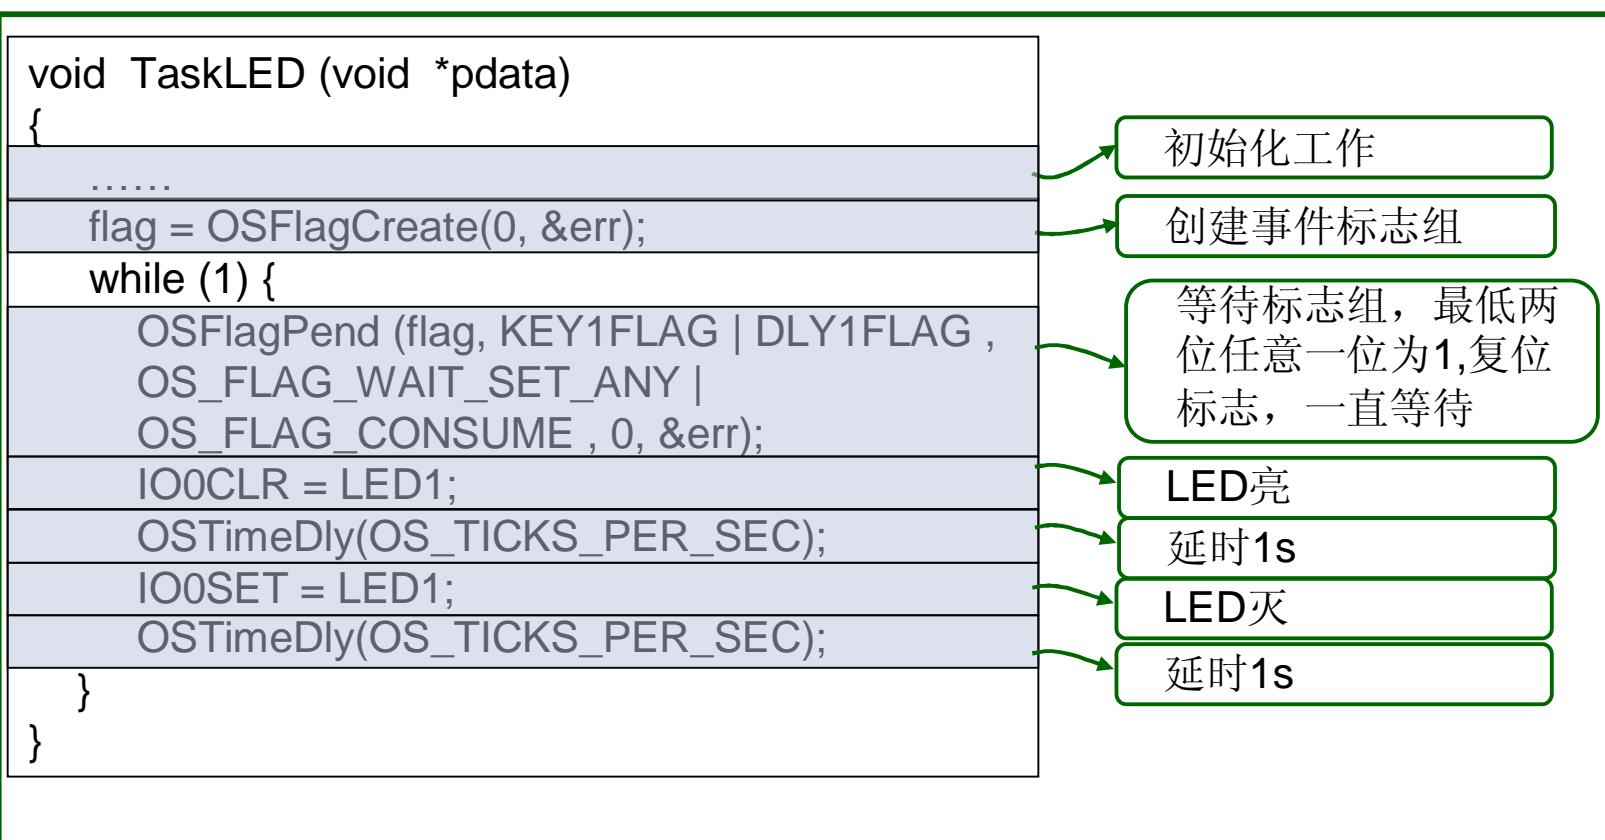 void  TaskLED (void  *pdata)
{
……
初始化工作
flag = OSFlagCreate(0, &err);
创建事件标志组
while (1) {
OSFlagPend (flag, KEY1FLAG | DLY1FLAG ,
OS_FLAG_WAIT_SET_ANY |
OS_FLAG_CONSUME , 0, &err);
等待标志组，最低两
位任意一位为1,复位
标志，一直等待
IO0CLR = LED1;
LED亮
OSTimeDly(OS_TICKS_PER_SEC);
延时1s
IO0SET = LED1;
LED灭
OSTimeDly(OS_TICKS_PER_SEC);
延时1s
}
}